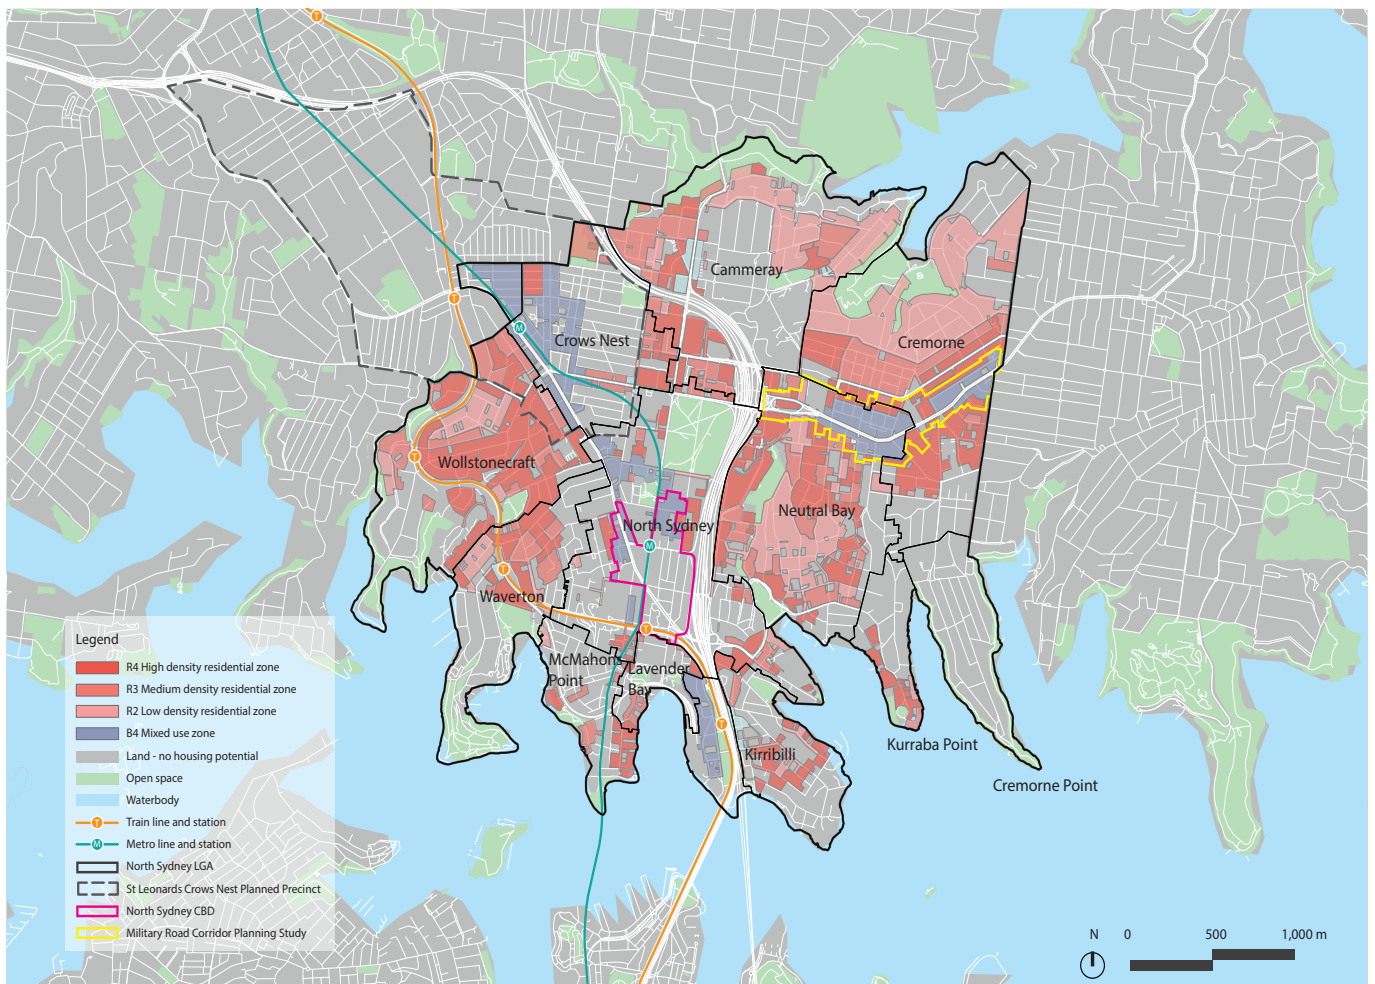 T
Cammeray
T
M
Crows Nest
Cremorne
T
Wollstonecraft
Neutral Bay
North Sydney
M
T
Waverton
T
McMahons
Point
Lavender
Bay
T
Kirribilli
Kurraba Point
Cremorne Point
Legend
R4 High density residential zone
R3 Medium density residential zone
R2 Low density residential zone
B4 Mixed use zone
Land - no housing potential
Open space
Waterbody
T Train line and station
M Metro line and station
North Sydney LGA
St Leonards Crows Nest Planned Precinct
North Sydney CBD
Military Road Corridor Planning Study
N 0 500 1,000 m